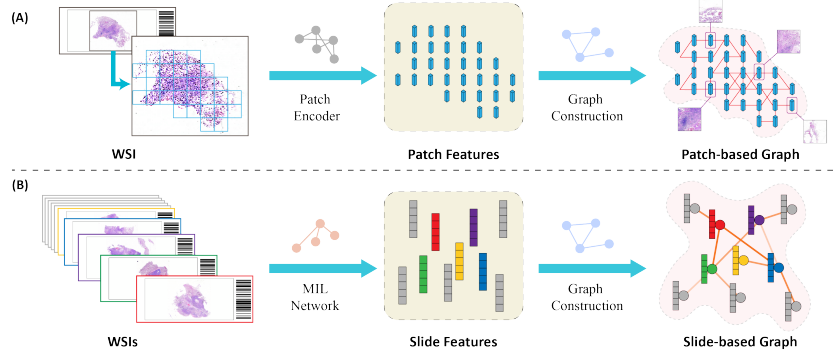 (A)
Patch
Encoder
Graph
Construction
WSI
Patch Features
Patch-based Graph
(B)
MIL
Network
Graph
Construction
WSIs
Slide Features
Slide-based Graph